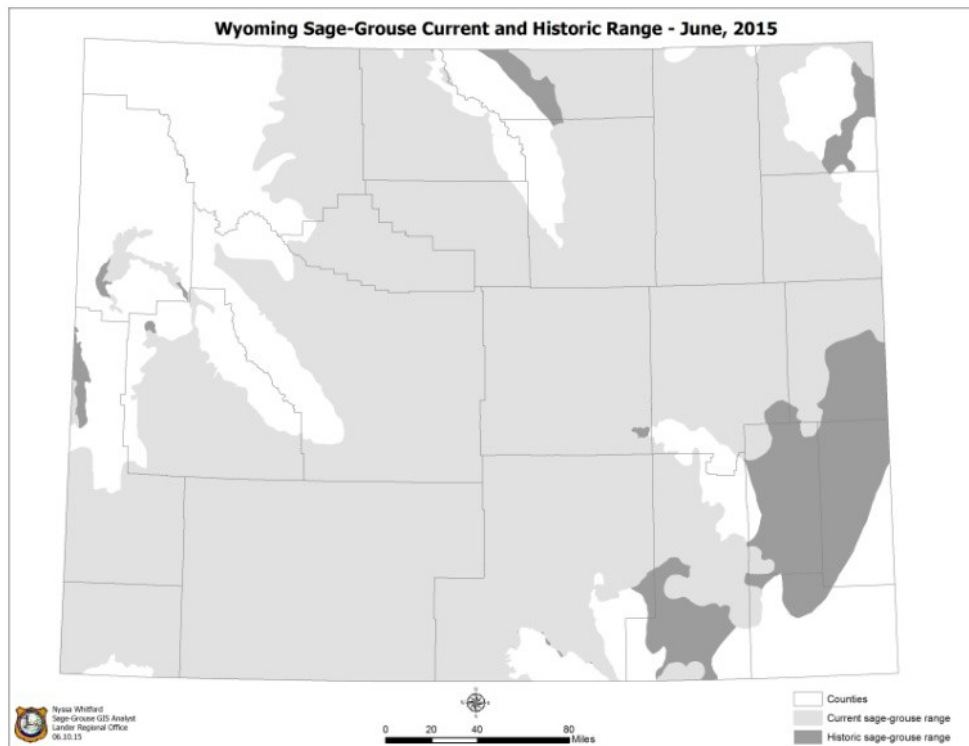 Wyoming Sage-Grouse Current and Historic Range - June, 2015
Nyssa Whitford
Sage-Grouse GIS Analyst
Lander Regional Office
06.10.15
0 20 40 80
Miles
Counties
Current sage-grouse range
Historic sage-grouse range